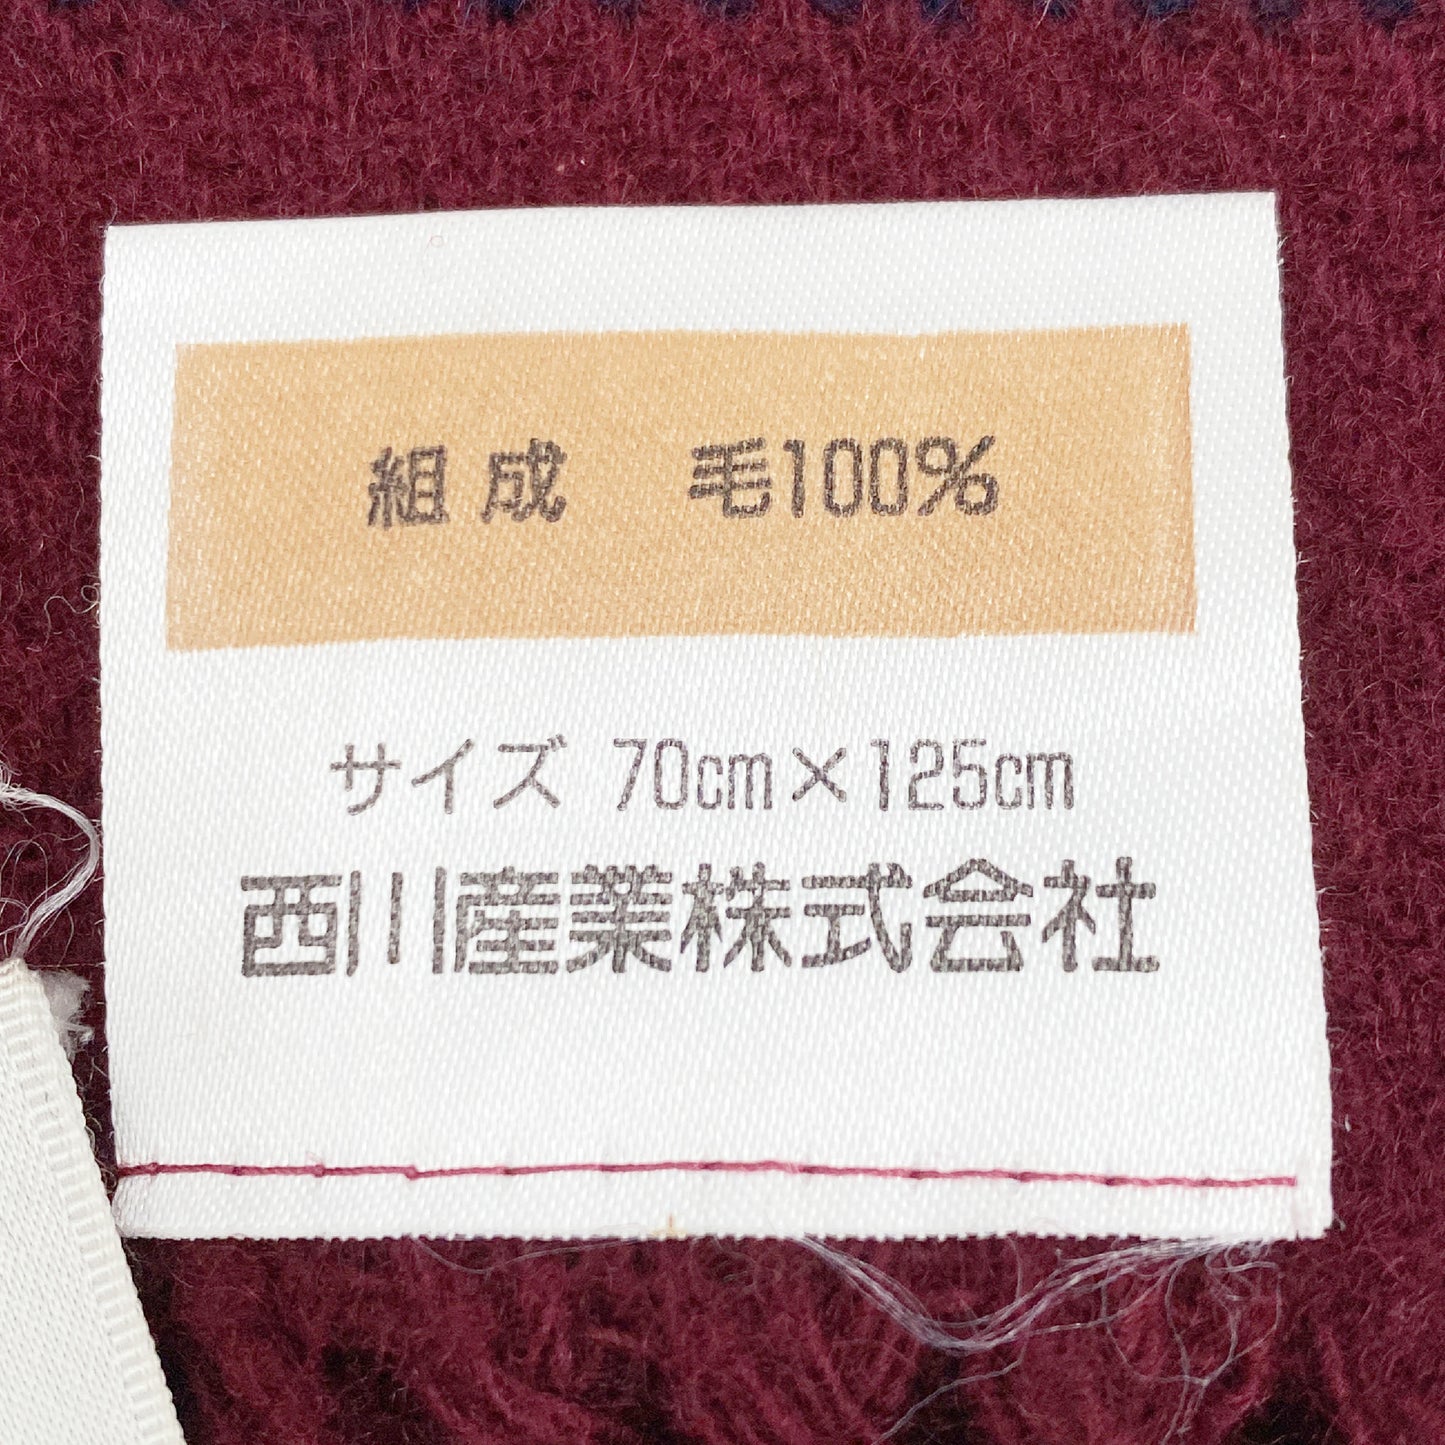 組成 毛100%
サイズ 70cm×125cm
西川産業株式会社